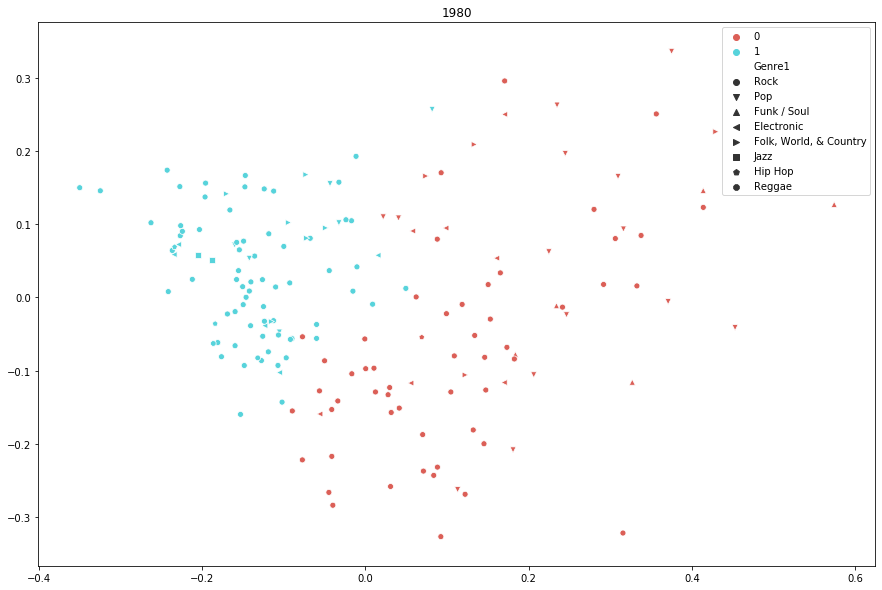 1980
0
1
Genre1
Rock
Pop
Funk / Soul
Electronic
Folk, World, & Country
Jazz
Hip Hop
Reggae
0.3
0.2
0.1
0.0
−0.1
−0.2
−0.3
−0.4 −0.2 0.0 0.2 0.4 0.6